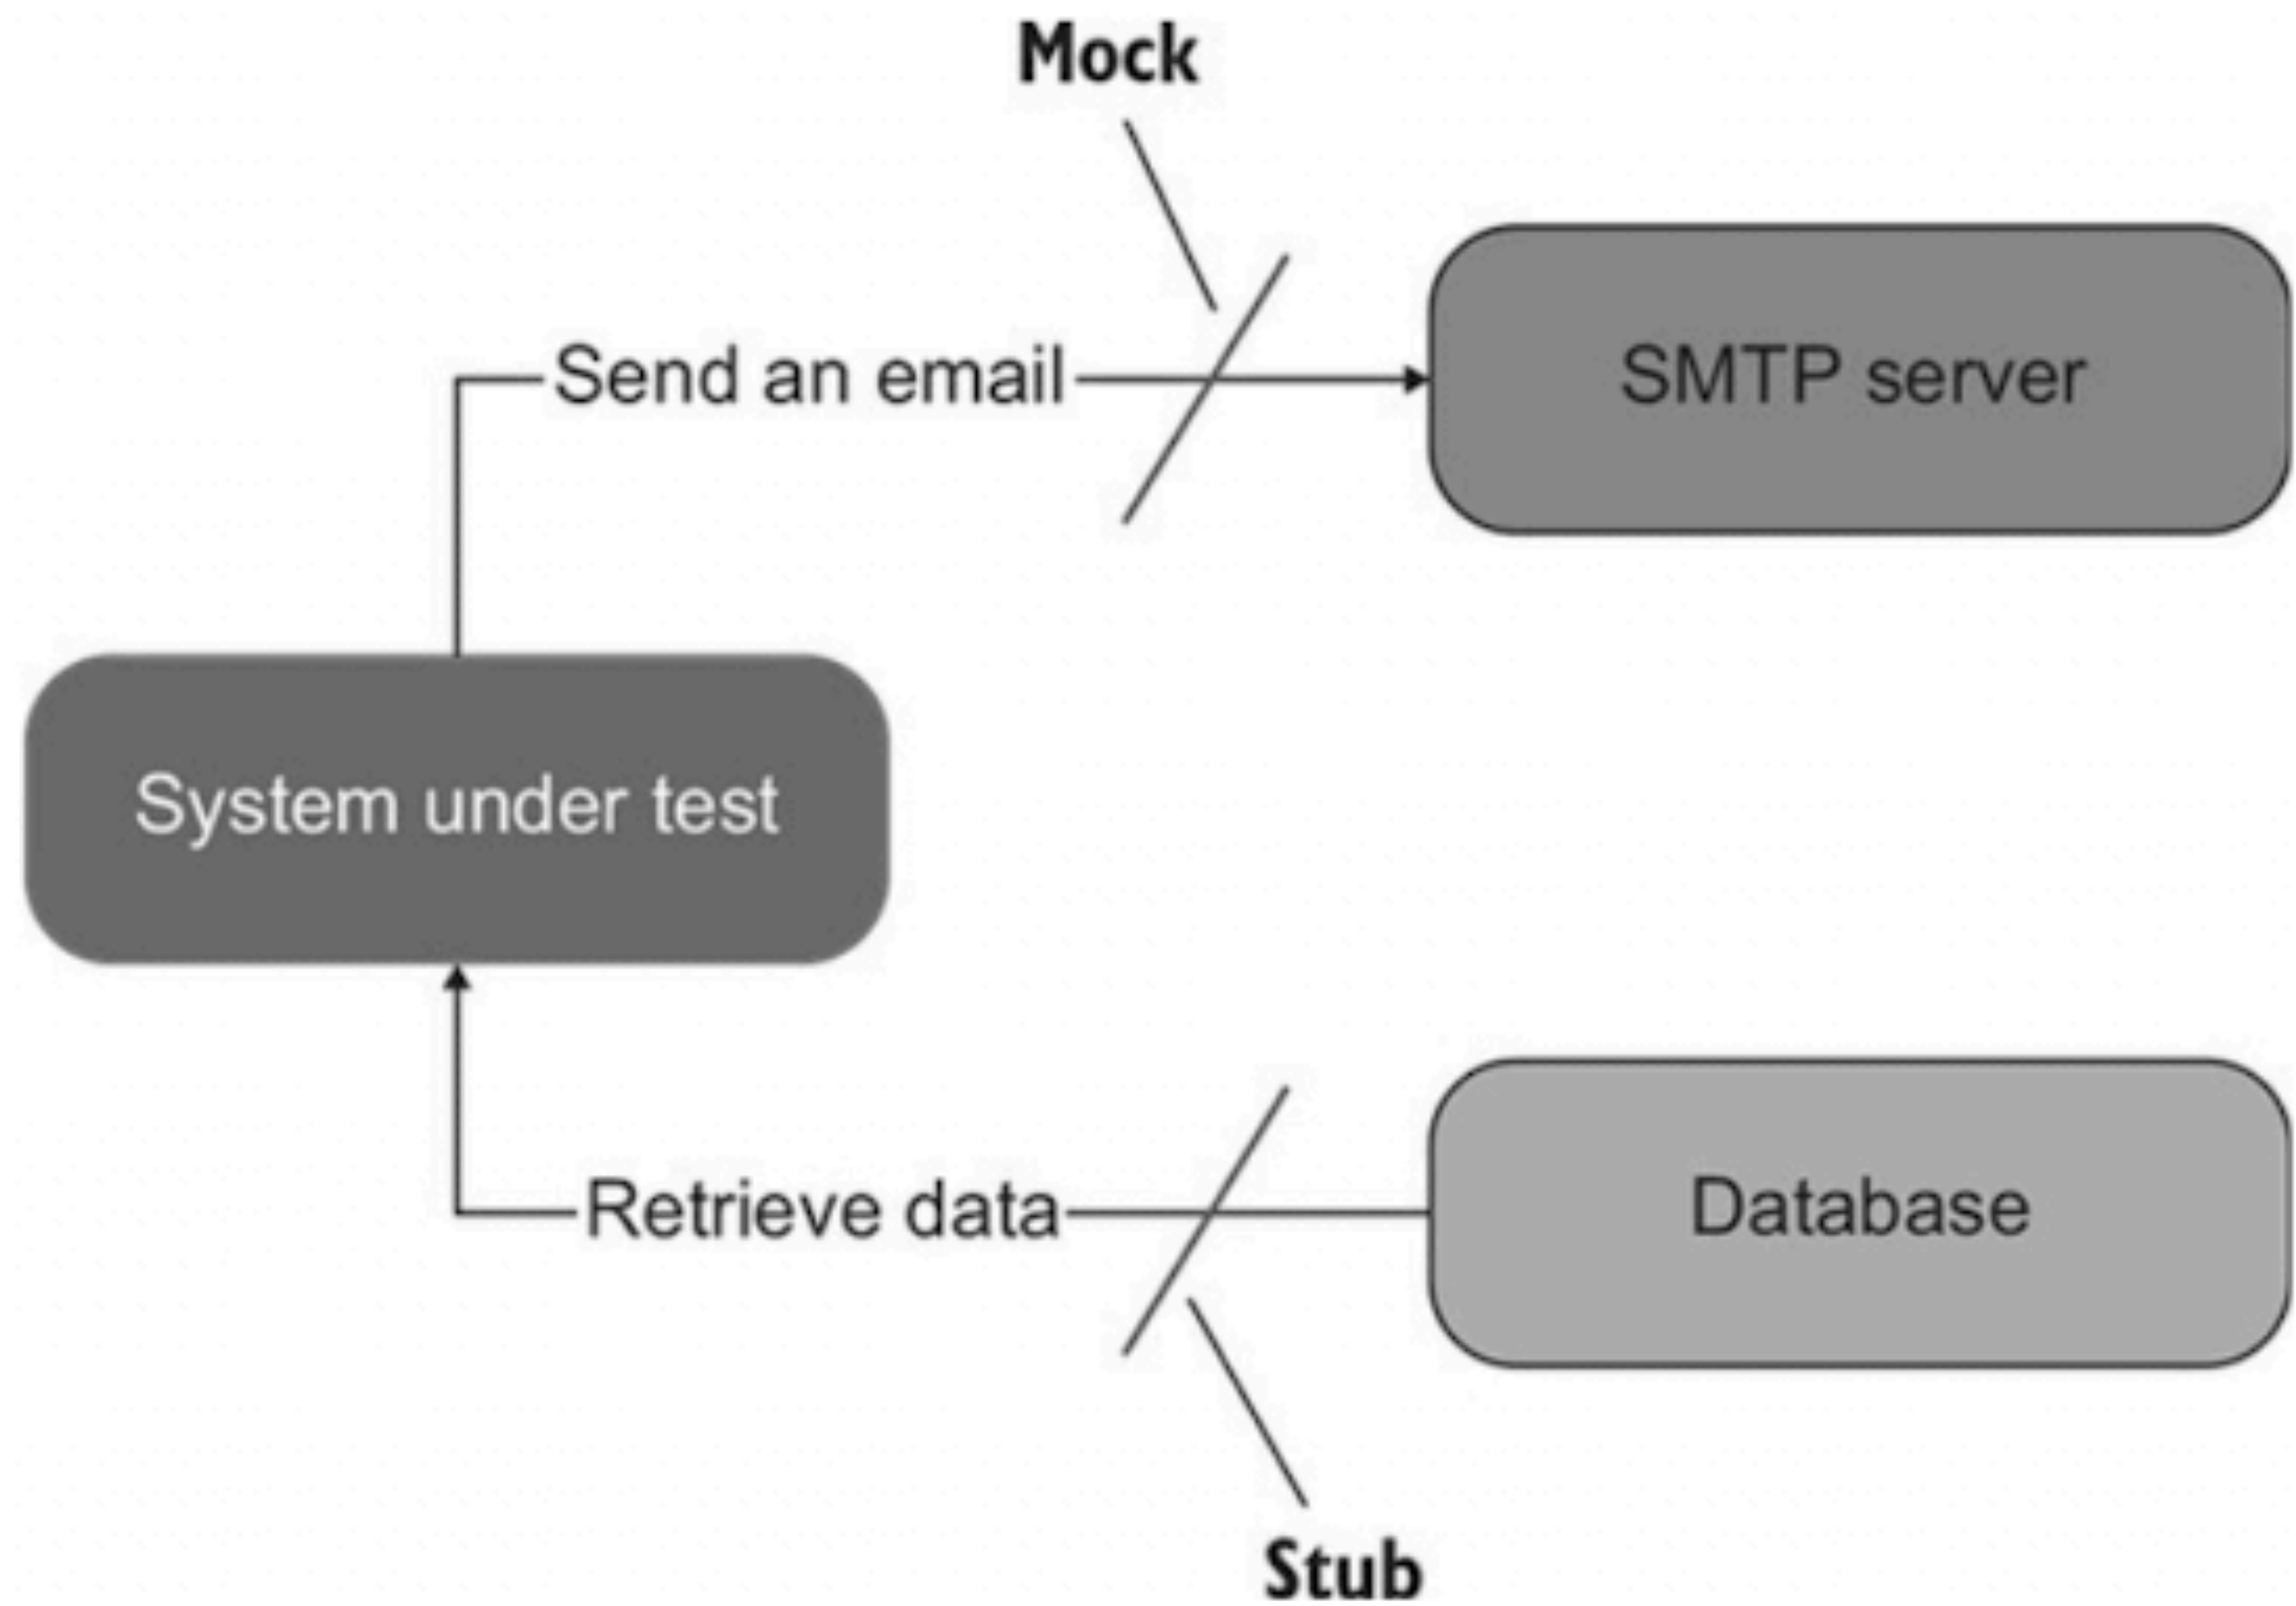 Mock
Send an email
SMTP server
System under test
Retrieve data
Database
Stub